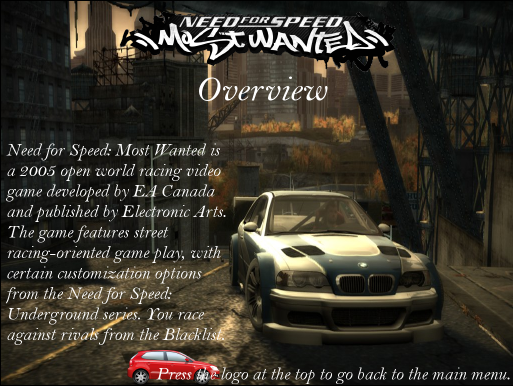 NEED FOR SPEED
MOST WANTED
Overview
Need for Speed: Most Wanted is
a 2005 open world racing video
game developed by EA Canada
and published by Electronic Arts.
The game features street
racing-oriented game play, with
certain customization options
from the Need for Speed:
Underground series. You race
against rivals from the Blacklist.
Press the logo at the top to go back to the main menu.